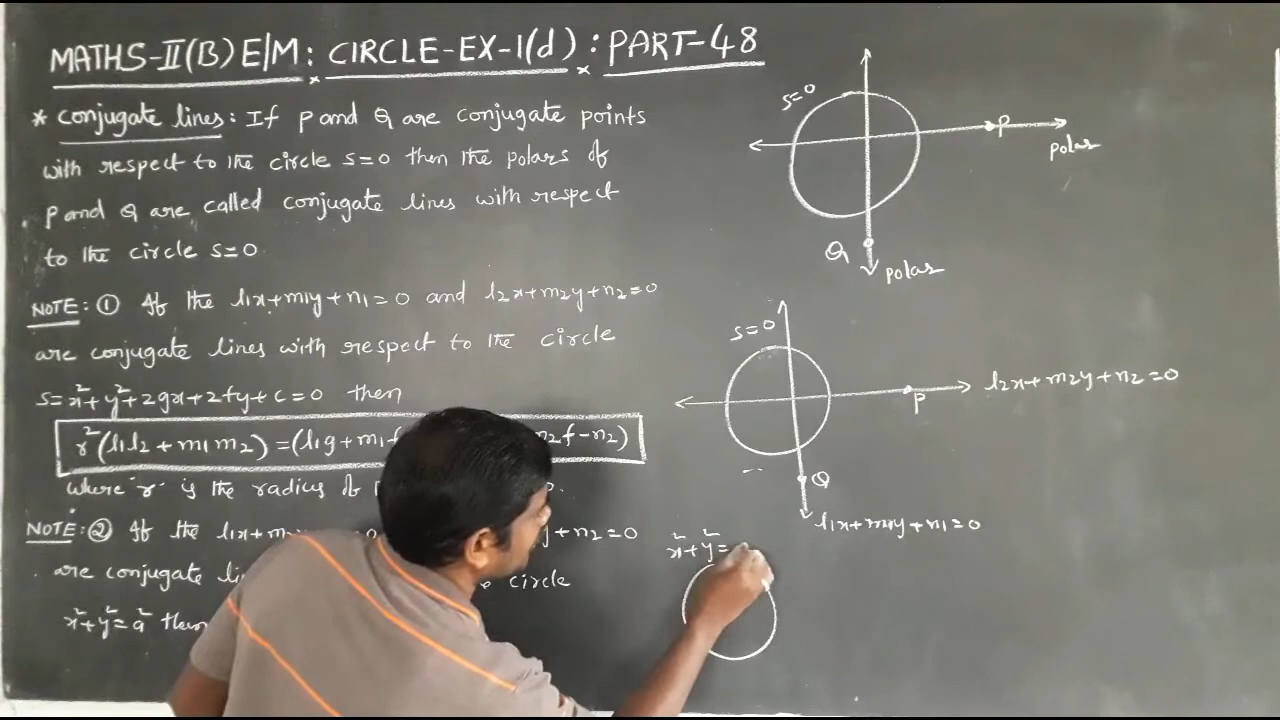 MATHS-II(B) E/M: CIRCLE-EX-1(d): PART-48
* Conjugate lines: If P and Q are conjugate points
with respect to the circle S=0 then the polars of
P and Q are called conjugate lines with respect
to the circle S=0
NOTE: ① If the l1x+m1y+n1=0 and l2x+m2y+n2=0
are conjugate lines with respect to the circle
S=x²+y²+2gx+2fy+c=0 then
r²(l1l2+m1m2)=(l1g+m1f m2f-n2)
where 'r' is the radius of
NOTE: ② If the l1x+m y+n2=0
are conjugate circle
x²+y²=a² then
S=0
P
polar
Q
polar
S=0
l2x+m2y+n2=0
P
Q
l1x+m1y+n1=0
x²+y²=